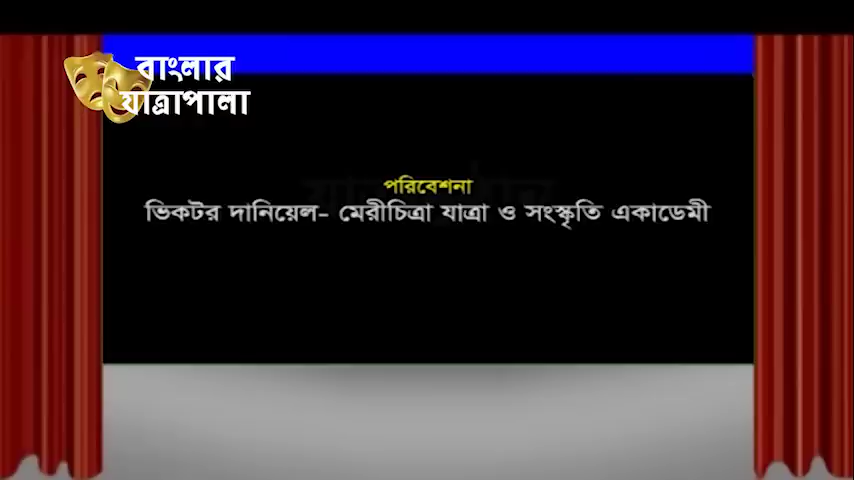 বাংলার
যাত্রাপালা
পরিবেশনা
ভিকটর দানিয়েল- মেরীচিত্রা যাত্রা ও সংস্কৃতি একাডেমী